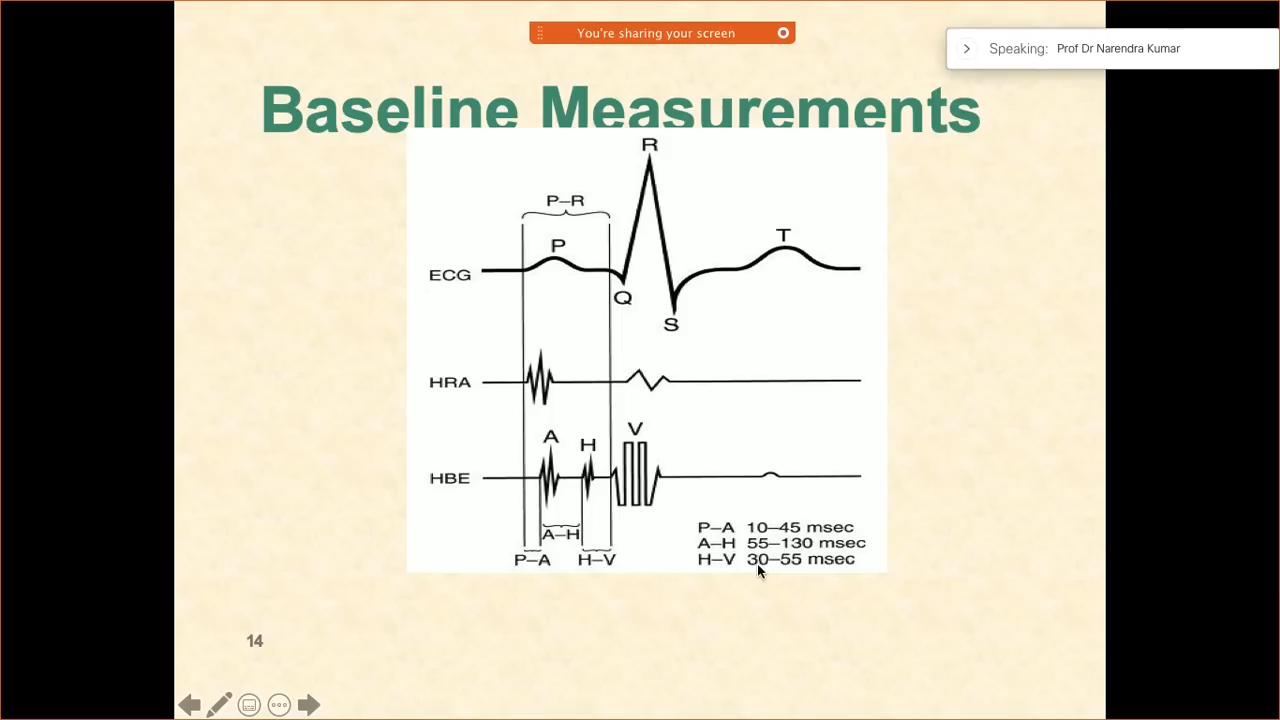 You're sharing your screen
Speaking: Prof Dr Narendra Kumar
Baseline Measurements
R
P–R
P
T
ECG
Q
S
HRA
A
H
V
HBE
A–H
P–A
H–V
P–A 10–45 msec
A–H 55–130 msec
H–V 30–55 msec
14